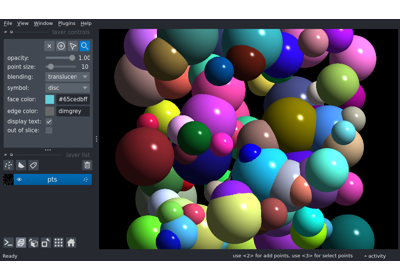 File View Window Plugins Help
layer controls
opacity: 1.00
point size: 10
blending: translucen
symbol: disc
face color: #65cedbff
edge color: dimgrey
display text: ✓
out of slice:
layer list
pts
Ready use <2> for add points, use <3> for select points activity